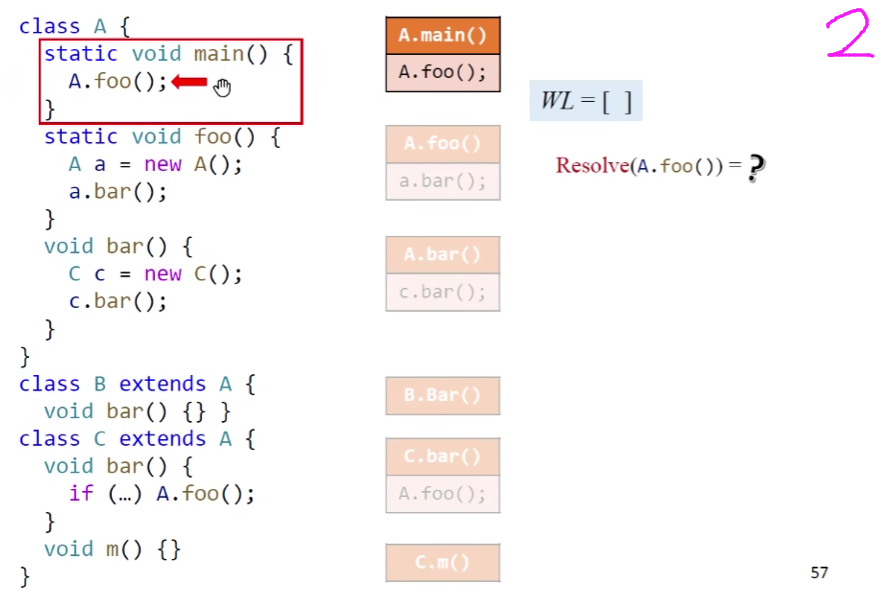 class A {
static void main() {
A.foo();
}
static void foo() {
A a = new A();
a.bar();
}
void bar() {
C c = new C();
c.bar();
}
}
class B extends A {
void bar() {} }
class C extends A {
void bar() {
if (…) A.foo();
}
void m() {}
}
A.main()
A.foo();
A.foo()
a.bar();
A.bar()
c.bar();
B.Bar()
C.bar()
A.foo();
C.m()
WL = [ ]
Resolve(A.foo()) = ?
2
57